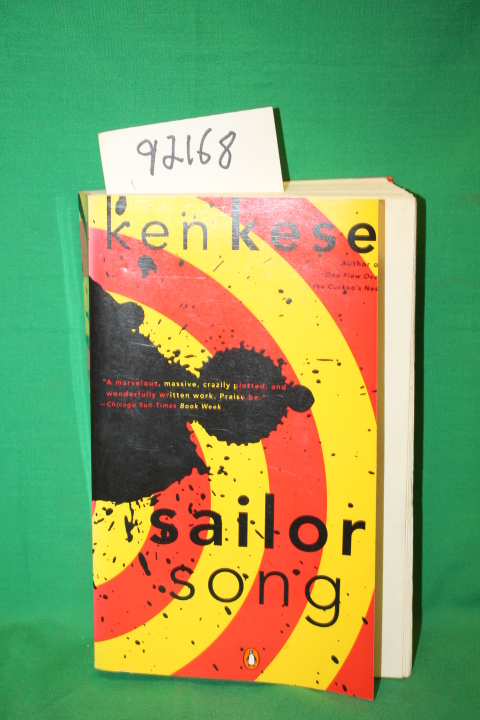 92168
ken kese
Author o
One Flew Ove
the Cuckoo's Nes
"A marvelous, massive, crazily plotted, and
wonderfully written work. Praise be."
—Chicago Sun-Times Book Week
sailor
song